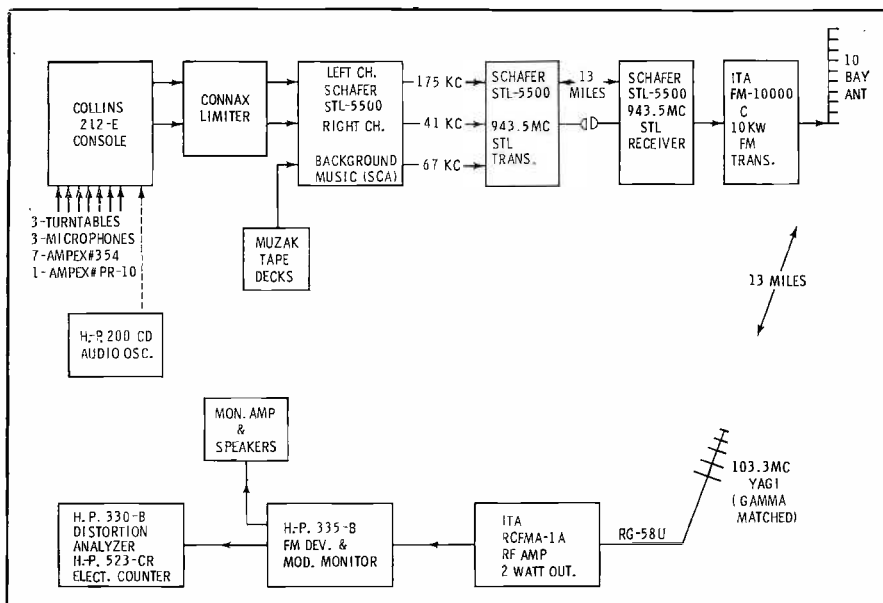 COLLINS
212-E
CONSOLE
CONNAX
LIMITER
LEFT CH.
SCHAFER
STL-5500
RIGHT CH.
BACKGROUND
MUSIC (SCA)
175 KC
41 KC
67 KC
SCHAFER
STL-5500
943.5MC
STL
TRANS.
13
MILES
SCHAFER
STL-5500
943.5MC
STL
RECEIVER
ITA
FM-10000
C
10KW
FM
TRANS.
10
BAY
ANT
3-TURNTABLES
3-MICROPHONES
7-AMPEX#354
1-AMPEX#PR-10
MUZAK
TAPE
DECKS
H.-P. 200 CD
AUDIO OSC.
13 MILES
MON. AMP
&
SPEAKERS
H.P. 330-B
DISTORTION
ANALYZER
H.-P. 523-CR
ELECT. COUNTER
H.-P. 335-B
FM DEV. &
MOD. MONITOR
ITA
RCFMA-1A
RF AMP
2 WATT OUT.
RG-58U
103.3MC
YAGI
(GAMMA
MATCHED)